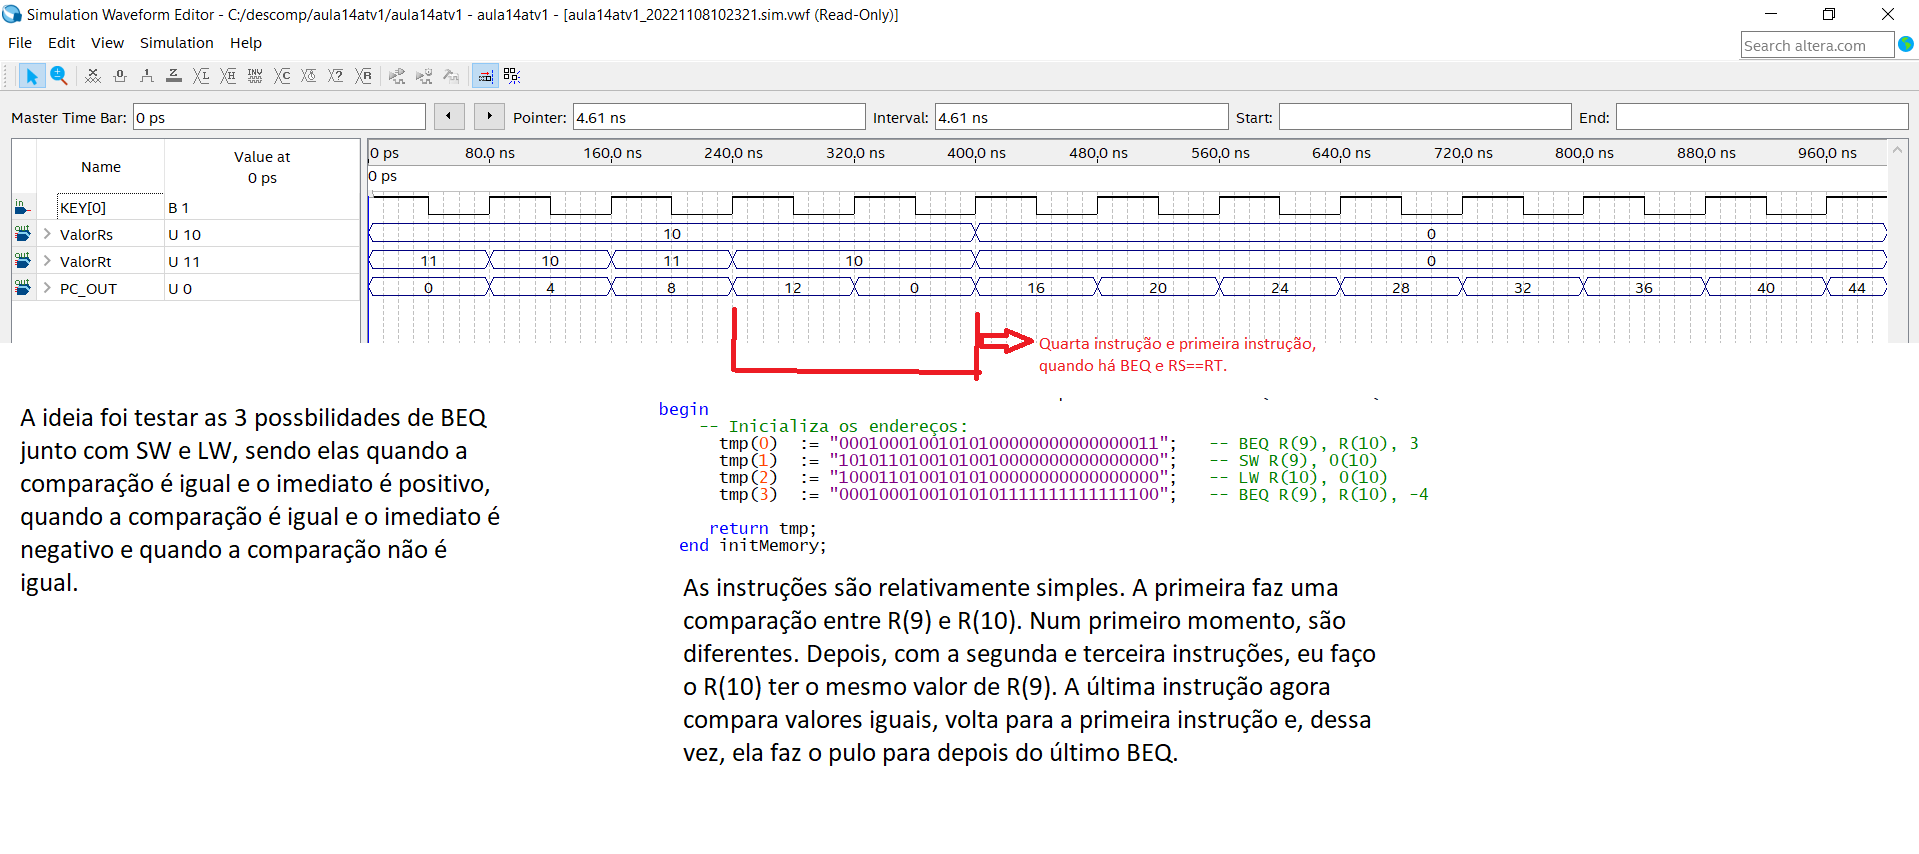 Simulation Waveform Editor - C:/descomp/aula14atv1/aula14atv1 - aula14atv1 - [aula14atv1_20221108102321.sim.vwf (Read-Only)]
File Edit View Simulation Help
Search altera.com
Master Time Bar: 0 ps Pointer: 4.61 ns Interval: 4.61 ns Start: End:
Name Value at 0 ps
0 ps 80.0 ns 160.0 ns 240.0 ns 320.0 ns 400.0 ns 480.0 ns 560.0 ns 640.0 ns 720.0 ns 800.0 ns 880.0 ns 960.0 ns
0 ps
KEY[0] B 1
ValorRs U 10 10 0
ValorRt U 11 11 10 11 10 0
PC_OUT U 0 0 4 8 12 0 16 20 24 28 32 36 40 44
Quarta instrução e primeira instrução,
quando há BEQ e RS==RT.
A ideia foi testar as 3 possbilidades de BEQ
junto com SW e LW, sendo elas quando a
comparação é igual e o imediato é positivo,
quando a comparação é igual e o imediato é
negativo e quando a comparação não é
igual.
begin
-- Inicializa os endereços:
tmp(0) := "00010001001010100000000000000011"; -- BEQ R(9), R(10), 3
tmp(1) := "10101101001010010000000000000000"; -- SW R(9), 0(10)
tmp(2) := "10001101001010100000000000000000"; -- LW R(10), 0(10)
tmp(3) := "00010001001010101111111111111100"; -- BEQ R(9), R(10), -4
return tmp;
end initMemory;
As instruções são relativamente simples. A primeira faz uma
comparação entre R(9) e R(10). Num primeiro momento, são
diferentes. Depois, com a segunda e terceira instruções, eu faço
o R(10) ter o mesmo valor de R(9). A última instrução agora
compara valores iguais, volta para a primeira instrução e, dessa
vez, ela faz o pulo para depois do último BEQ.